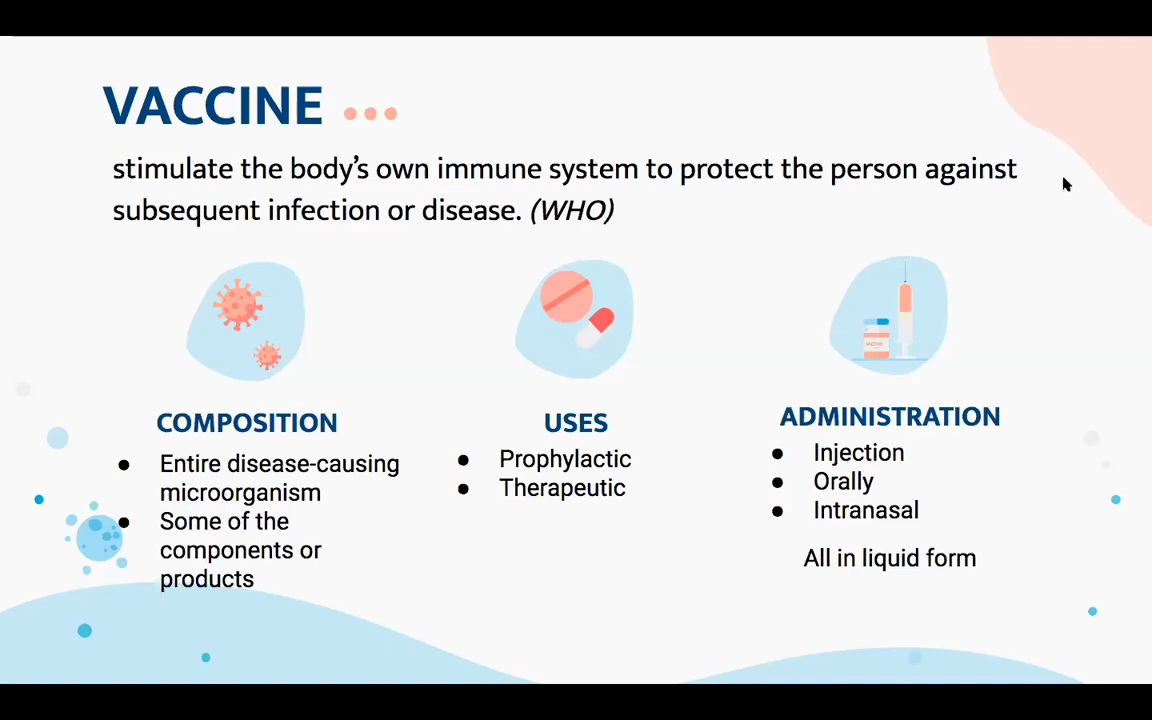 VACCINE
stimulate the body's own immune system to protect the person against
subsequent infection or disease. (WHO)
COMPOSITION
● Entire disease-causing
microorganism
● Some of the
components or
products
USES
● Prophylactic
● Therapeutic
ADMINISTRATION
● Injection
● Orally
● Intranasal
All in liquid form